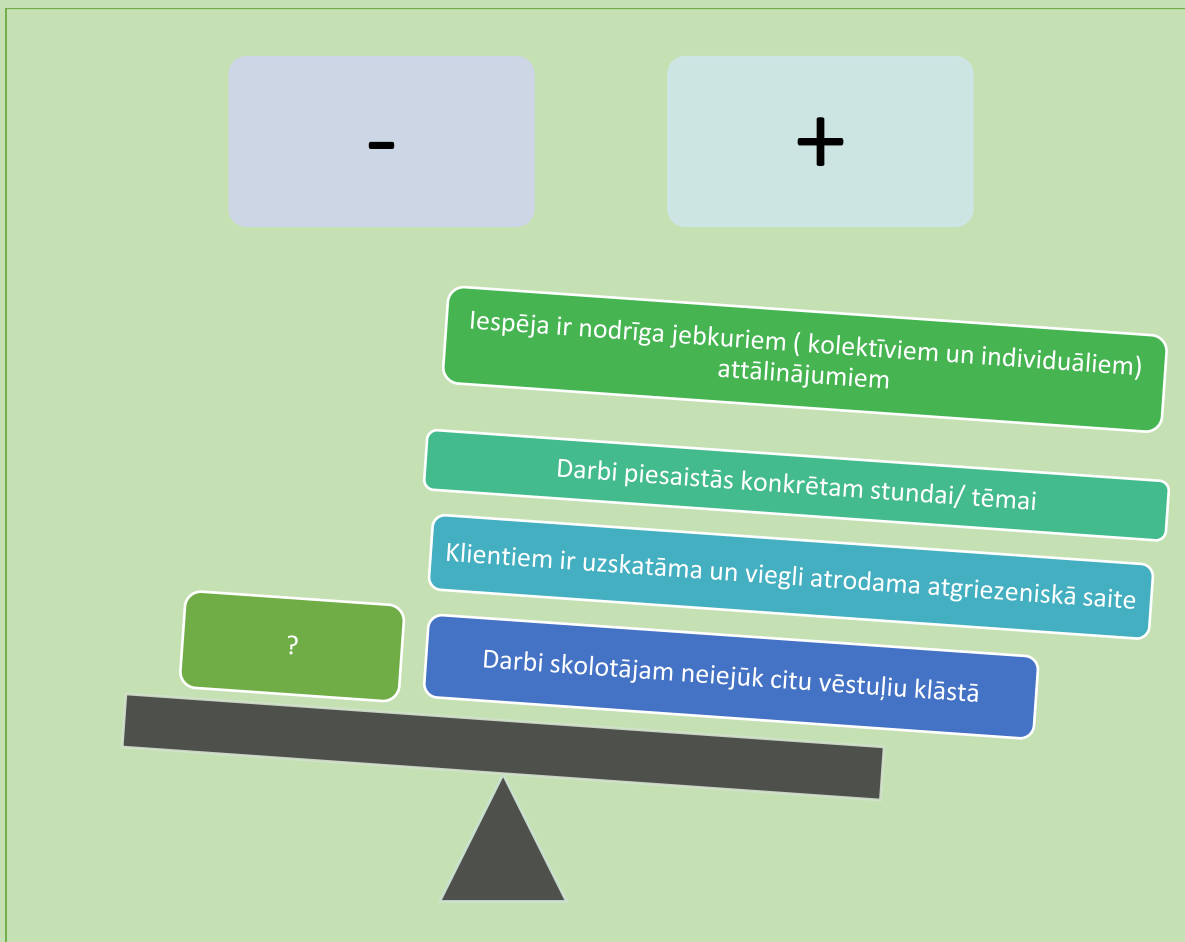 -
+
Iespēja ir nodrīga jebkuriem ( kolektīviem un individuāliem)
attālinājumiem
Darbi piesaistās konkrētam stundai/ tēmai
Klientiem ir uzskatāma un viegli atrodama atgriezeniskā saite
?
Darbi skolotājam neiejūk citu vēstuļiu klāstā